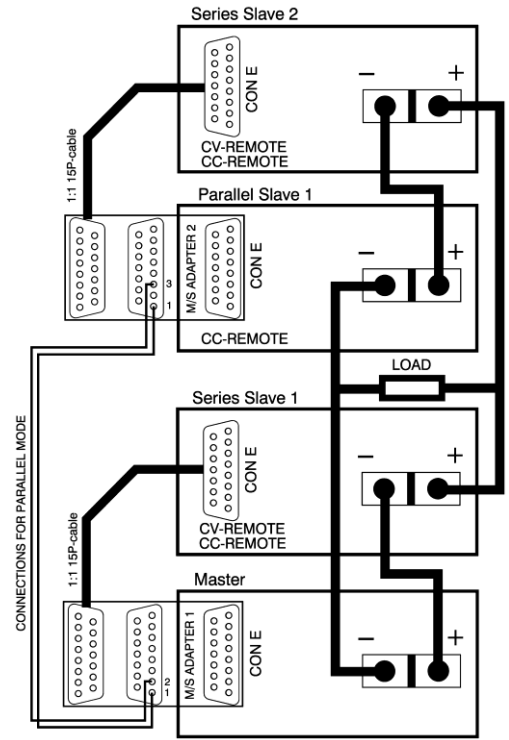 Series Slave 2
CON E
- +
1:1 15P-cable
CV-REMOTE
CC-REMOTE
Parallel Slave 1
M/S ADAPTER 2
CON E
- +
3
1
CC-REMOTE
LOAD
Series Slave 1
CONNECTIONS FOR PARALLEL MODE
CON E
- +
1:1 15P-cable
CV-REMOTE
CC-REMOTE
Master
M/S ADAPTER 1
CON E
- +
2
1